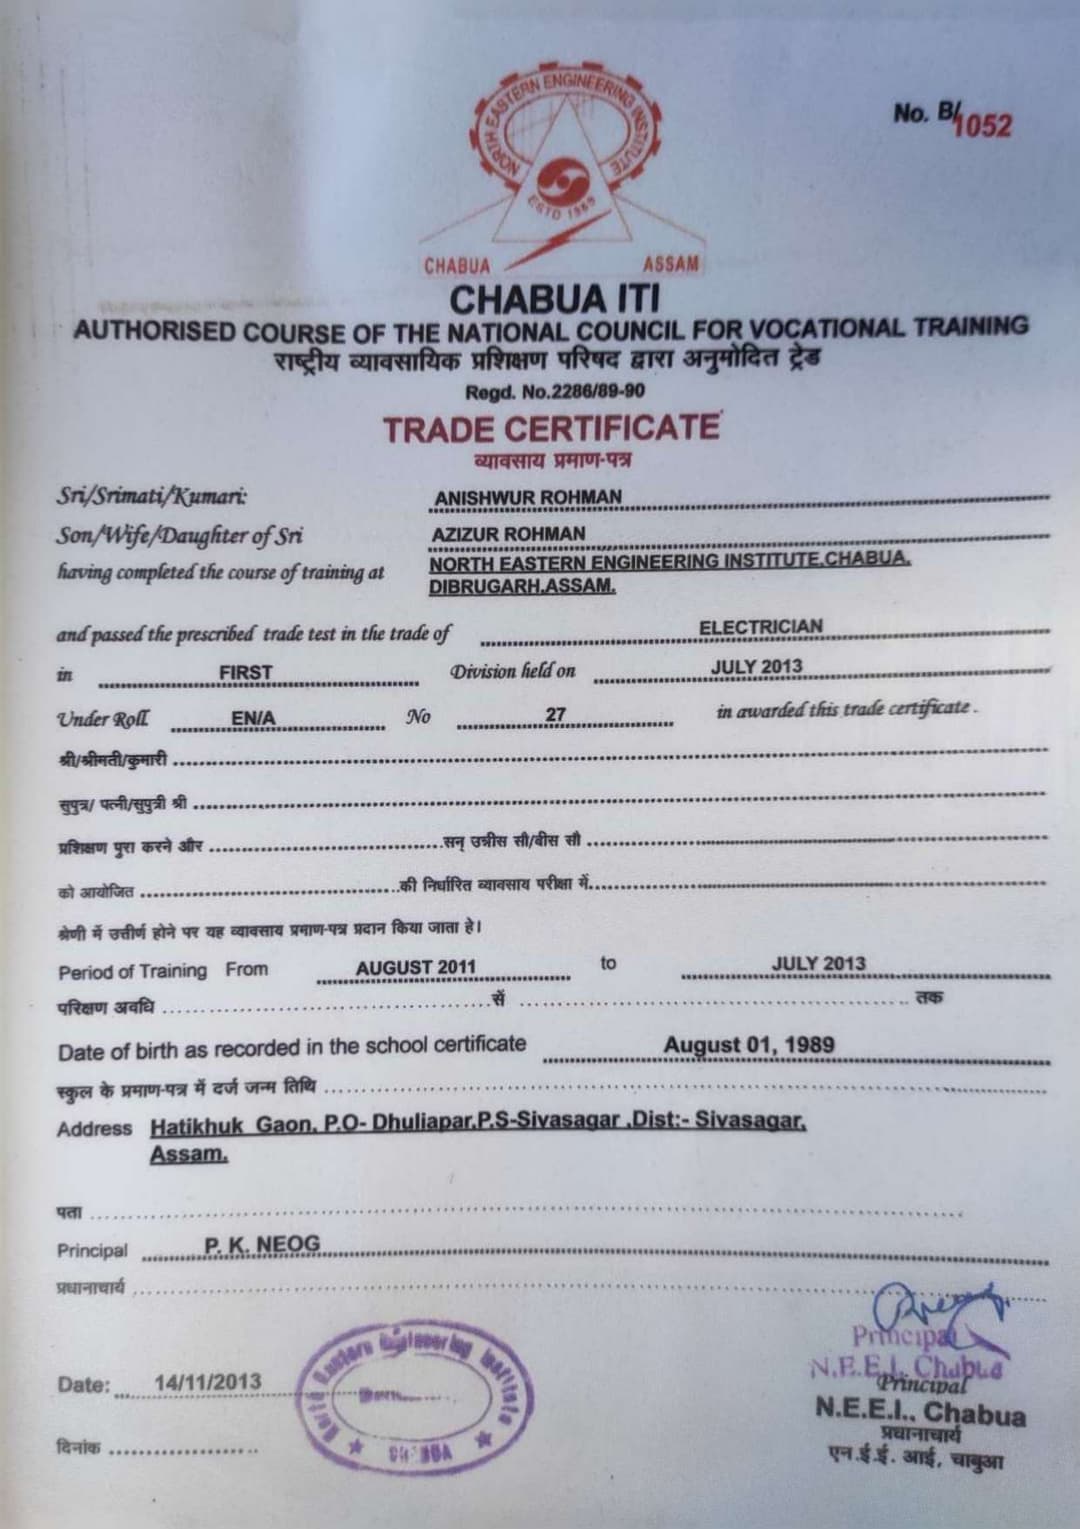 NORTH EASTERN ENGINEERING INSTITUTE
ESTD 1989
CHABUA ASSAM
No. B/1052
CHABUA ITI
AUTHORISED COURSE OF THE NATIONAL COUNCIL FOR VOCATIONAL TRAINING
राष्ट्रीय व्यावसायिक प्रशिक्षण परिषद द्वारा अनुमोदित ट्रेड
Regd. No.2286/89-90
TRADE CERTIFICATE
व्यावसाय प्रमाण-पत्र
Sri/Srimati/Kumari: ANISHWUR ROHMAN
Son/Wife/Daughter of Sri AZIZUR ROHMAN
having completed the course of training at NORTH EASTERN ENGINEERING INSTITUTE,CHABUA,
DIBRUGARH,ASSAM.
and passed the prescribed trade test in the trade of ELECTRICIAN
in FIRST Division held on JULY 2013
Under Roll EN/A No 27 in awarded this trade certificate.
श्री/श्रीमती/कुमारी
सुपुत्र/ पत्नी/सुपुत्री श्री
प्रशिक्षण पुरा करने और सन् उन्नीस सौ/बीस सौ
को आयोजित की निर्धारित व्यावसाय परीक्षा में
श्रेणी में उत्तीर्ण होने पर यह व्यावसाय प्रमाण-पत्र प्रदान किया जाता हे।
Period of Training From AUGUST 2011 to JULY 2013
परिक्षण अवधि सें तक
Date of birth as recorded in the school certificate August 01, 1989
स्कुल के प्रमाण-पत्र में दर्ज जन्म तिथि
Address Hatikhuk Gaon, P.O- Dhuliapar,P.S-Sivasagar ,Dist:- Sivasagar,
Assam.
पता
Principal P. K. NEOG
प्रधानाचार्य
Principal
N.E.E.I. Chabua
Date: 14/11/2013
North Eastern Engineering Institute
CHABUA
Principal
N.E.E.I., Chabua
प्रधानाचार्य
दिनांक
एन.ई.ई. आई, चाबुआ